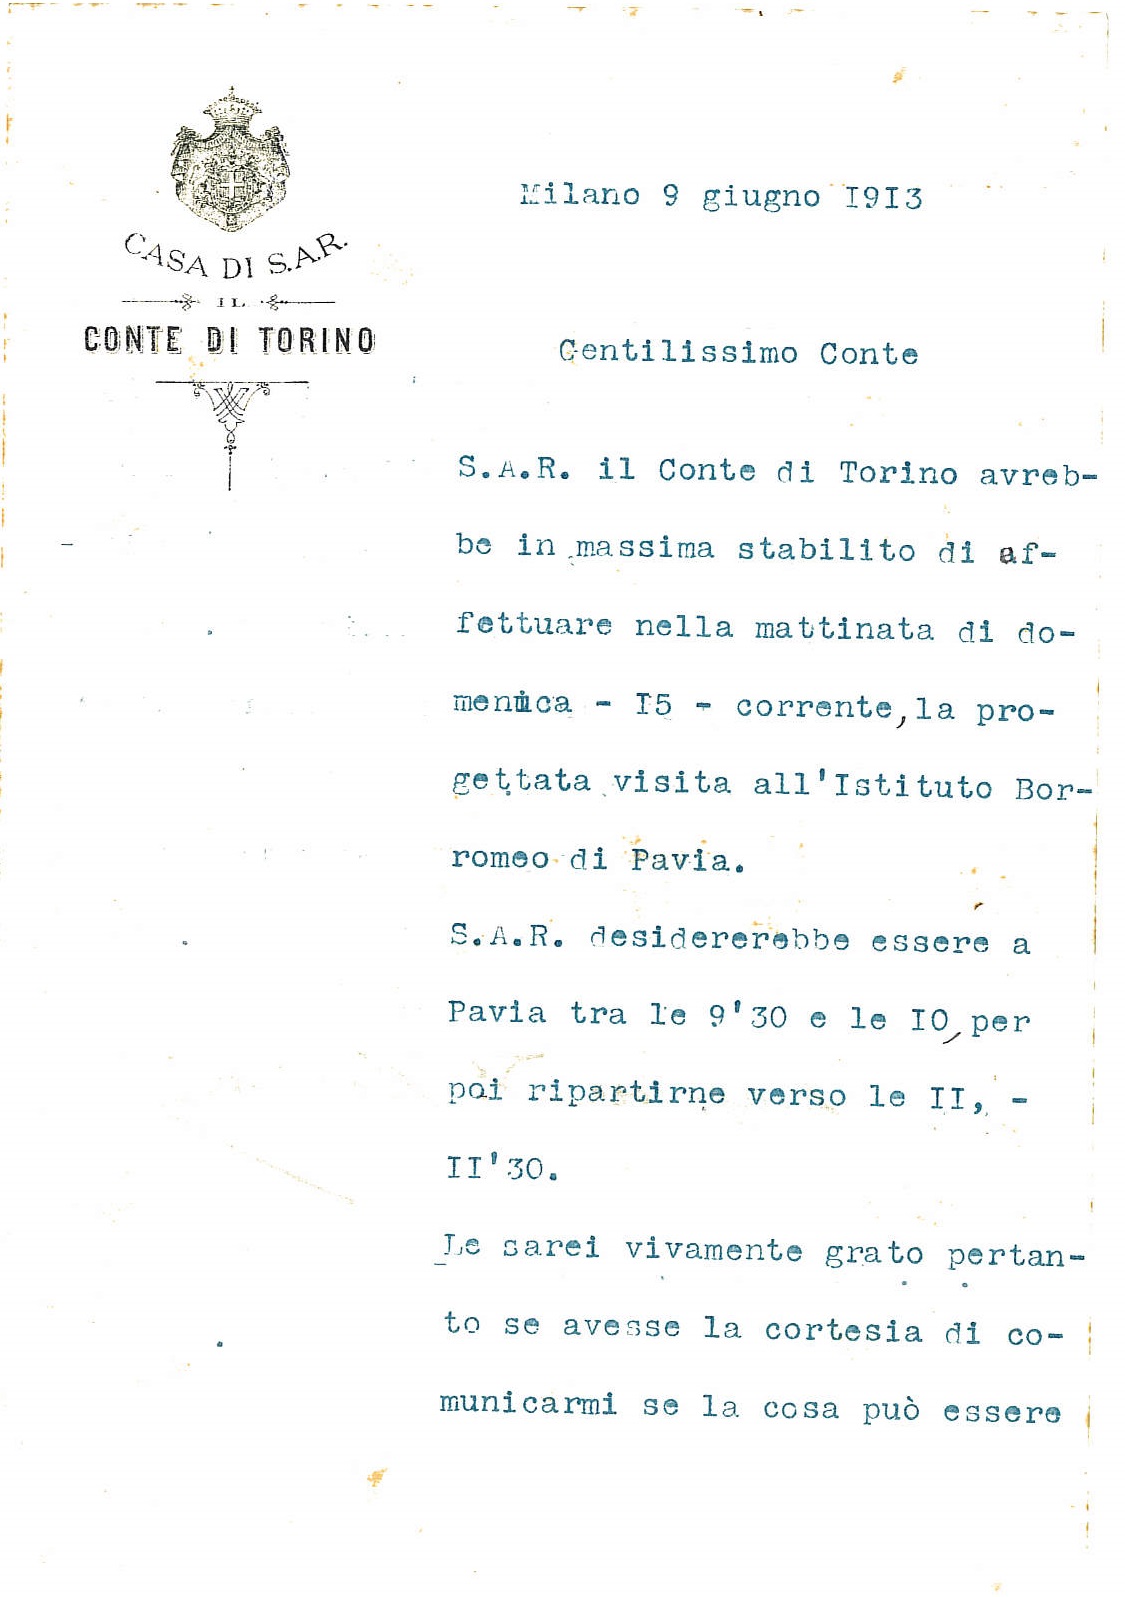 CASA DI S.A.R.
IL
CONTE DI TORINO
Milano 9 giugno I9I3
Gentilissimo Conte
S.A.R. il Conte di Torino avreb-
be in massima stabilito di af-
fettuare nella mattinata di do-
menica - I5 - corrente, la pro-
gettata visita all'Istituto Bor-
romeo di Pavia.
S.A.R. desidererebbe essere a
Pavia tra le 9'30 e le IO, per
poi ripartirne verso le II, -
II'30.
Le sarei vivamente grato pertan-
to se avesse la cortesia di co-
municarmi se la cosa può essere